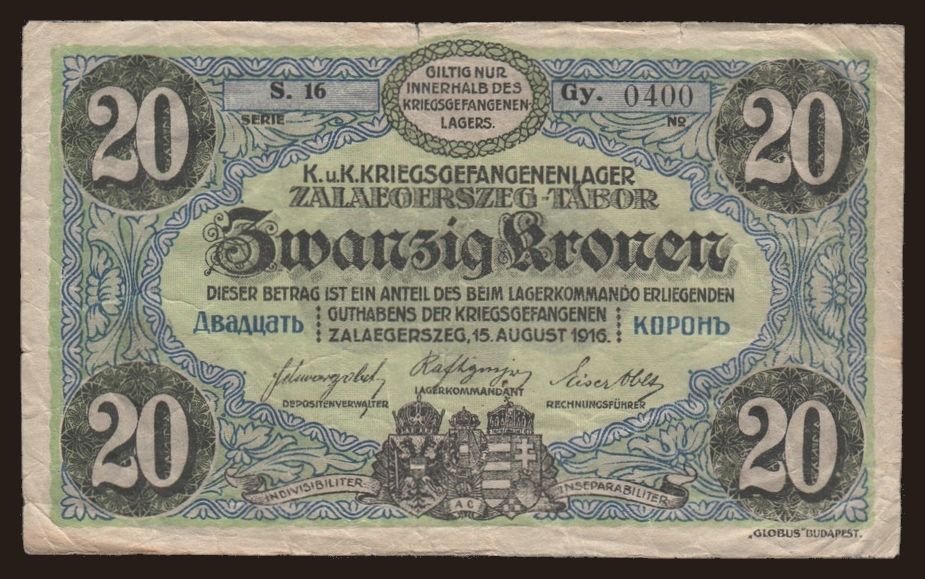 20
S. 16
SERIE
GILTIG NUR
INNERHALB DES
KRIEGSGEFANGENEN-
LAGERS.
Gy. 0400
No
20
K.u.K.KRIEGSGEFANGENENLAGER
ZALAEGERSZEG-TÁBOR
Zwanzig Kronen
DIESER BETRAG IST EIN ANTEIL DES BEIM LAGERKOMMANDO ERLIEGENDEN
Двадцать
GUTHABENS DER KRIEGSGEFANGENEN
ZALAEGERSZEG, 15. AUGUST 1916.
КОРОНЪ
DEPOSITENVERWALTER
LAGERKOMMANDANT
RECHNUNGSFÜHRER
20
INDIVISIBILITER
AC
INSEPARABILITER
20
„GLOBUS" BUDAPEST.